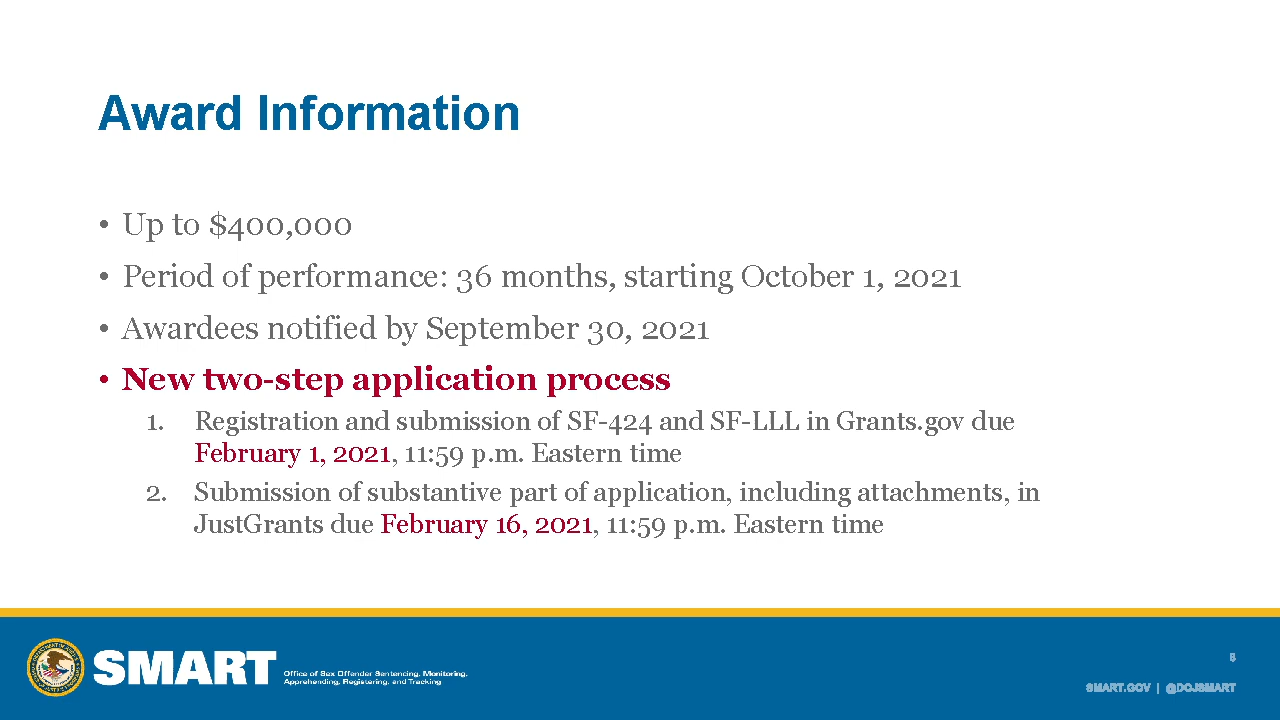 Award Information
• Up to $400,000
• Period of performance: 36 months, starting October 1, 2021
• Awardees notified by September 30, 2021
• New two-step application process
1. Registration and submission of SF-424 and SF-LLL in Grants.gov due
February 1, 2021, 11:59 p.m. Eastern time
2. Submission of substantive part of application, including attachments, in
JustGrants due February 16, 2021, 11:59 p.m. Eastern time
SMART
Office of Sex Offender Sentencing, Monitoring,
Apprehending, Registering, and Tracking
SMART.GOV | @DOJSMART